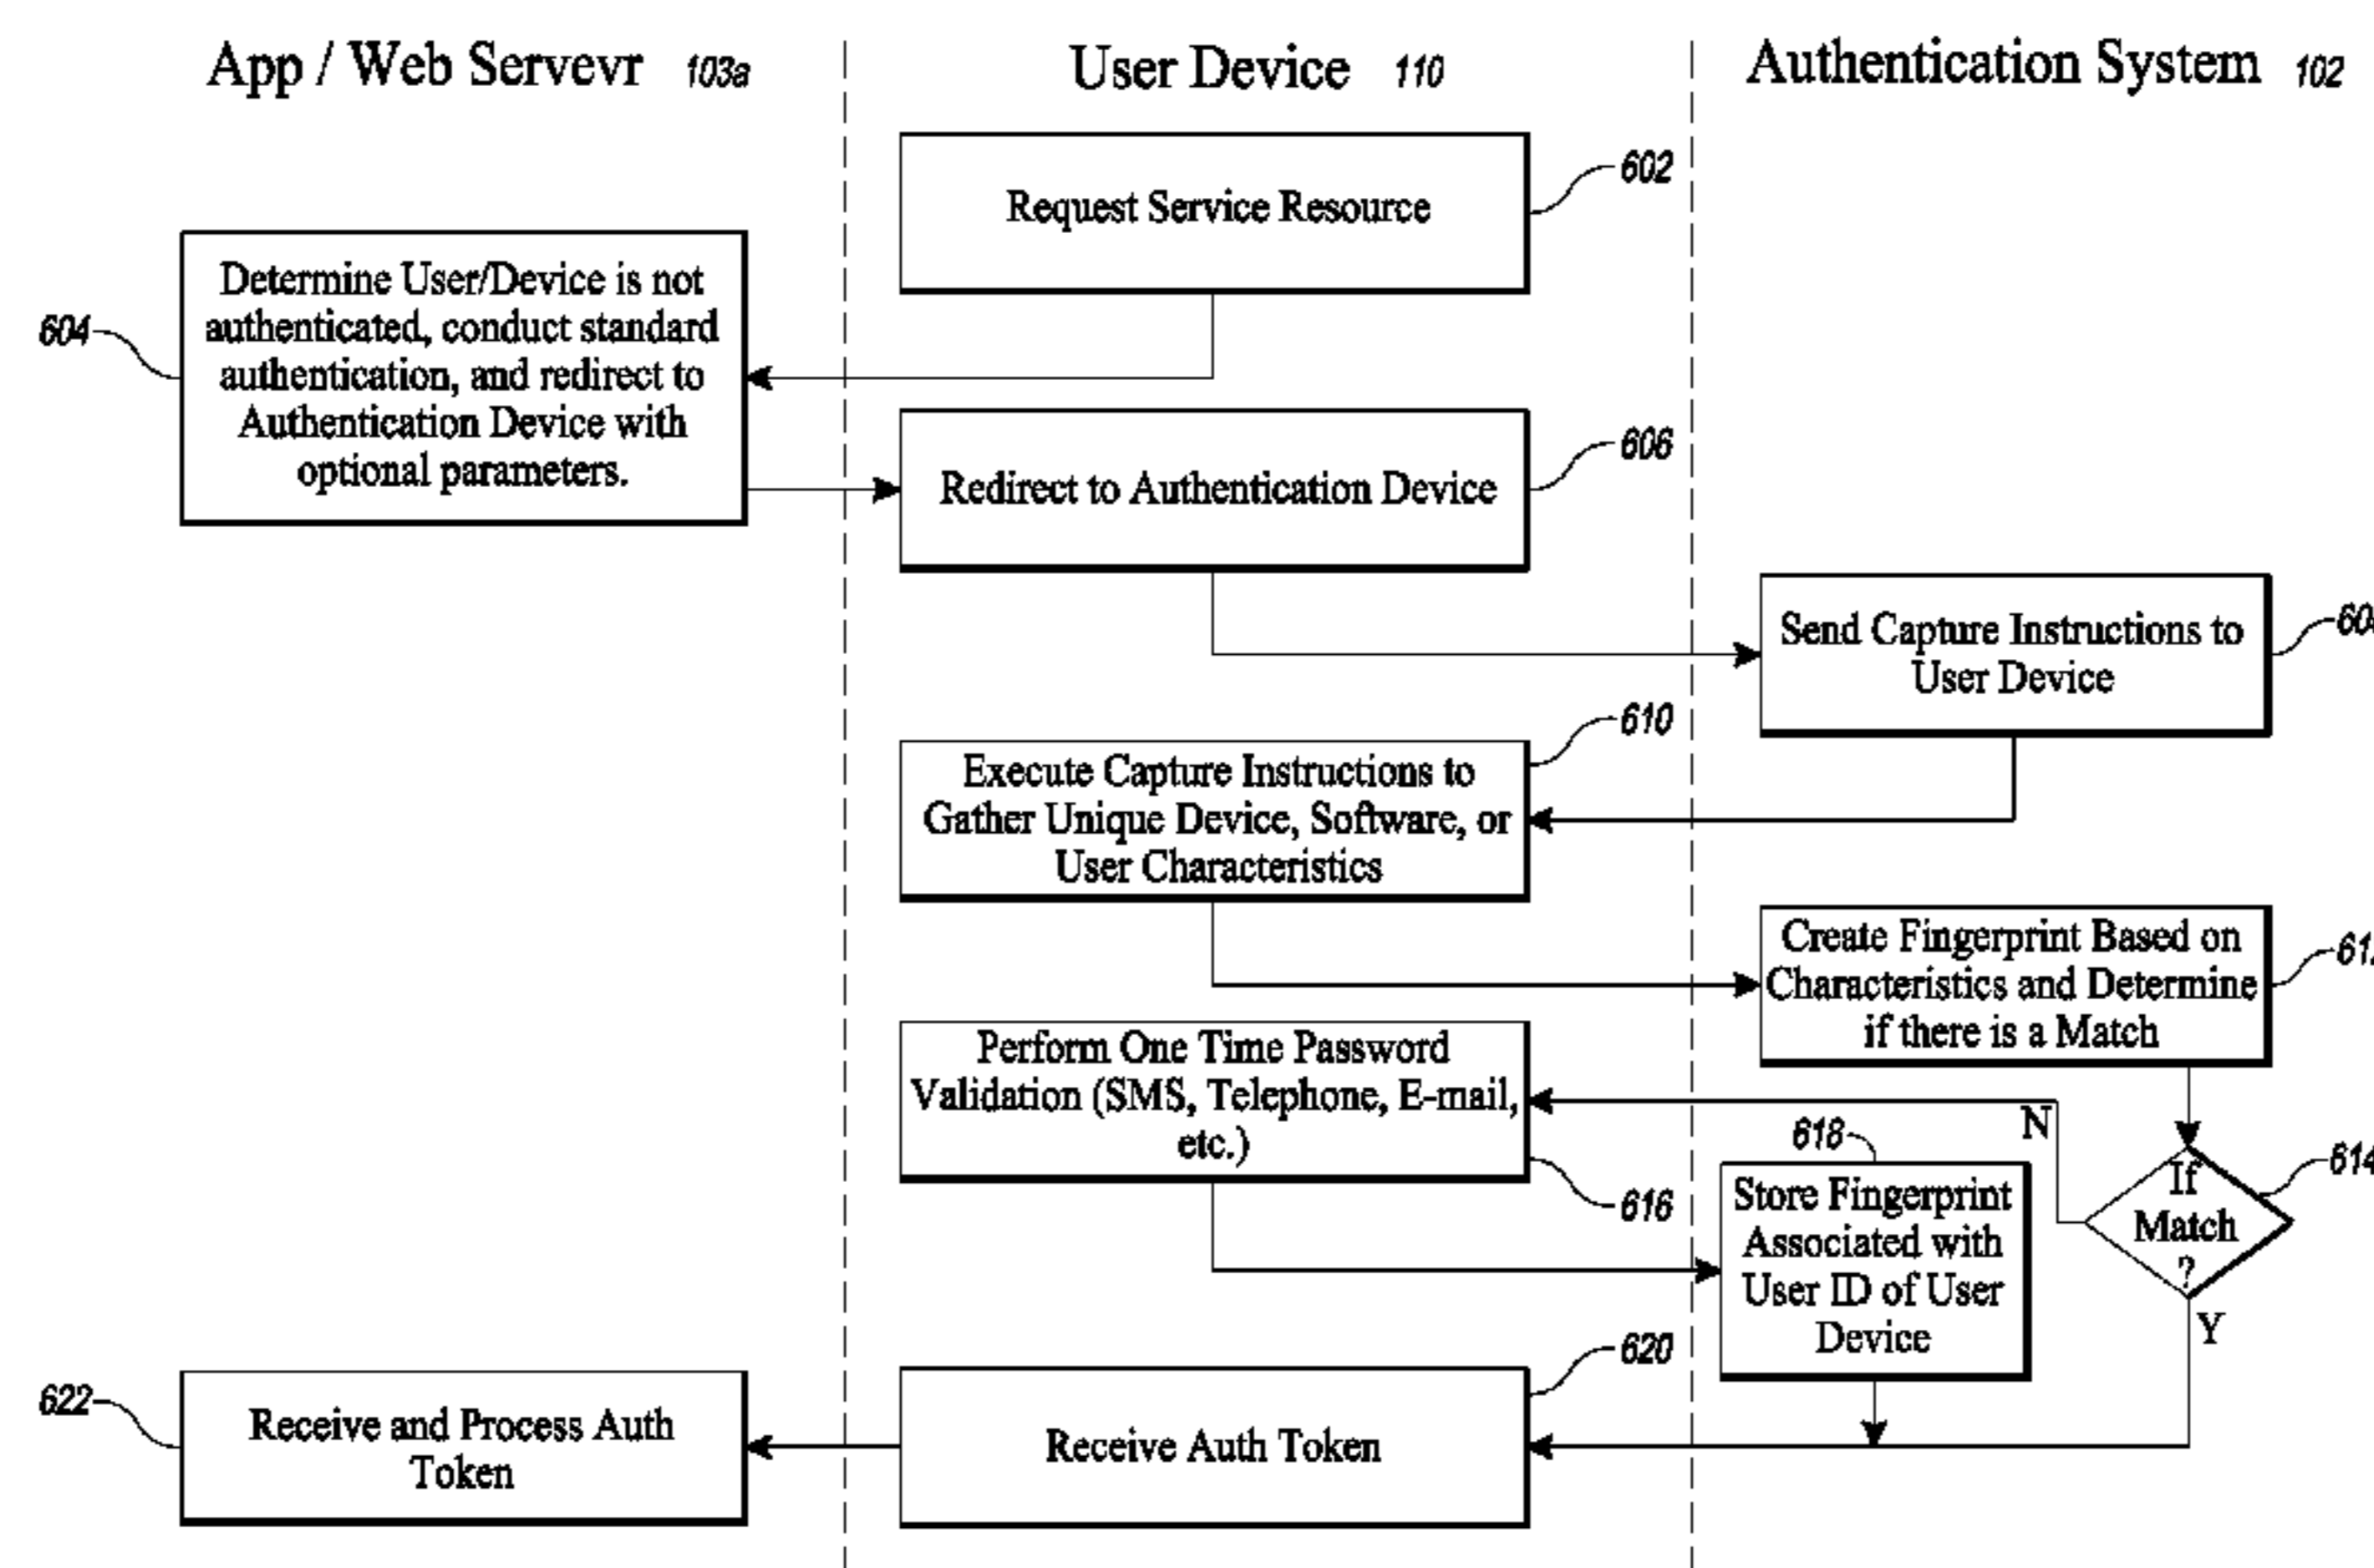 App / Web Servevr 103a
User Device 110
Authentication System 102
Request Service Resource
602
Determine User/Device is not
authenticated, conduct standard
authentication, and redirect to
Authentication Device with
optional parameters.
604
Redirect to Authentication Device
606
Send Capture Instructions to
User Device
610
Execute Capture Instructions to
Gather Unique Device, Software, or
User Characteristics
Create Fingerprint Based on
Characteristics and Determine
if there is a Match
Perform One Time Password
Validation (SMS, Telephone, E-mail,
etc.)
616
N
618
Store Fingerprint
Associated with
User ID of User
Device
If
Match
?
614
Y
620
Receive Auth Token
622
Receive and Process Auth
Token